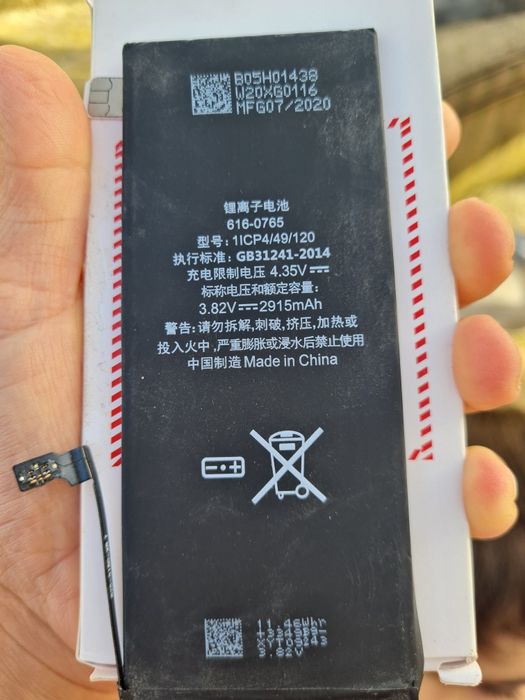 B05H01438
W20XG0116
MFG07/2020
锂离子电池
616-0765
型号：1ICP4/49/120
执行标准：GB31241-2014
充电限制电压 4.35V⎓
标称电压和额定容量：
3.82V⎓2915mAh
警告：请勿拆解,刺破,挤压,加热或
投入火中,严重膨胀或浸水后禁止使用
中国制造 Made in China
11.46Whr
3.82V